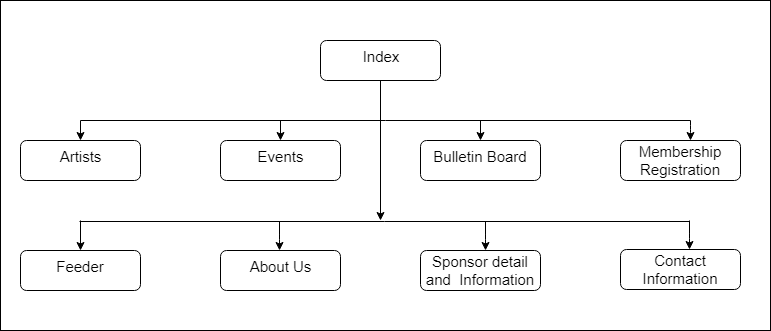 Index
Artists
Events
Bulletin Board
Membership
Registration
Feeder
About Us
Sponsor detail
and Information
Contact
Information